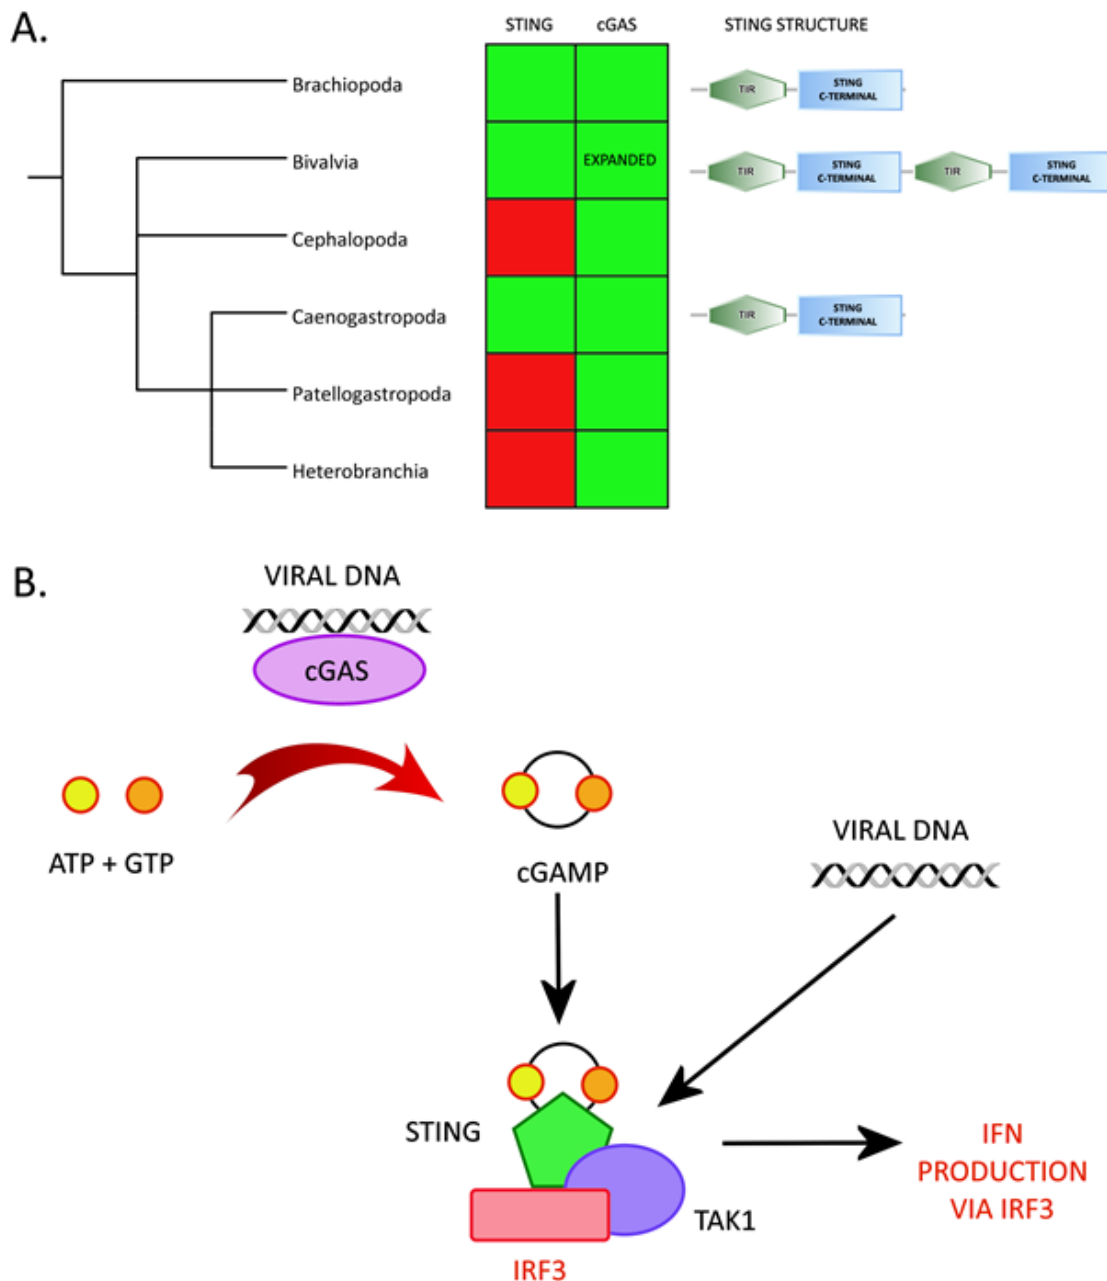 A.
STING cGAS STING STRUCTURE
Brachiopoda
TIR STING
C-TERMINAL
Bivalvia
EXPANDED
TIR STING
C-TERMINAL
TIR STING
C-TERMINAL
Cephalopoda
Caenogastropoda
TIR STING
C-TERMINAL
Patellogastropoda
Heterobranchia
B.
VIRAL DNA
cGAS
ATP + GTP
cGAMP
VIRAL DNA
STING
TAK1
IRF3
IFN
PRODUCTION
VIA IRF3